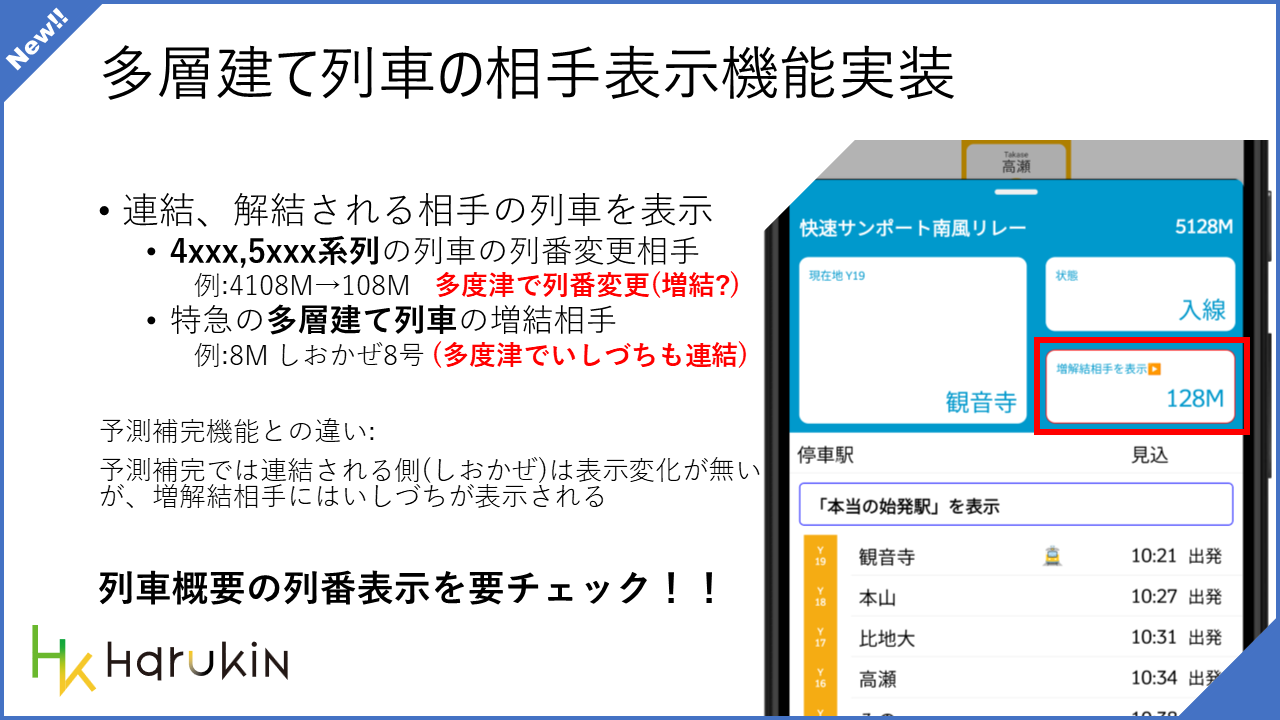 New!!
多層建て列車の相手表示機能実装
• 連結、解結される相手の列車を表示
• 4xxx,5xxx系列の列車の列番変更相手
例:4108M→108M 多度津で列番変更(増結?)
• 特急の多層建て列車の増結相手
例:8M しおかぜ8号 (多度津でいしづちも連結)
予測補完機能との違い:
予測補完では連結される側(しおかぜ)は表示変化が無い
が、増解結相手にはいしづちが表示される
列車概要の列番表示を要チェック！！
HK HarukiN
Takase
高瀬
快速サンポート南風リレー 5128M
現在地 Y19
観音寺
状態
入線
増解結相手を表示▶
128M
停車駅 見込
「本当の始発駅」を表示
Y 19 観音寺 10:21 出発
Y 18 本山 10:27 出発
Y 17 比地大 10:31 出発
Y 16 高瀬 10:34 出発